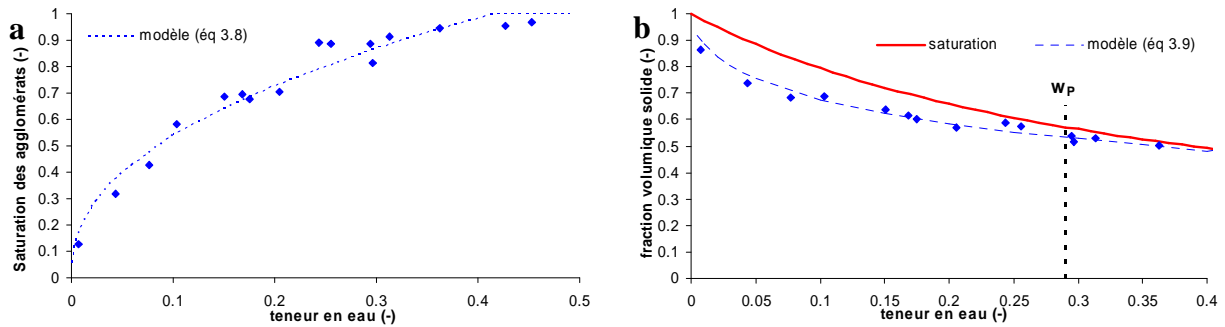 a
modèle (éq 3.8)
Saturation des agglomérats (-)
1
0.9
0.8
0.7
0.6
0.5
0.4
0.3
0.2
0.1
0
0 0.1 0.2 0.3 0.4 0.5
teneur en eau (-)
b
saturation modèle (éq 3.9)
wP
fraction volumique solide (-)
1
0.9
0.8
0.7
0.6
0.5
0.4
0.3
0.2
0.1
0
0 0.05 0.1 0.15 0.2 0.25 0.3 0.35 0.4
teneur en eau (-)